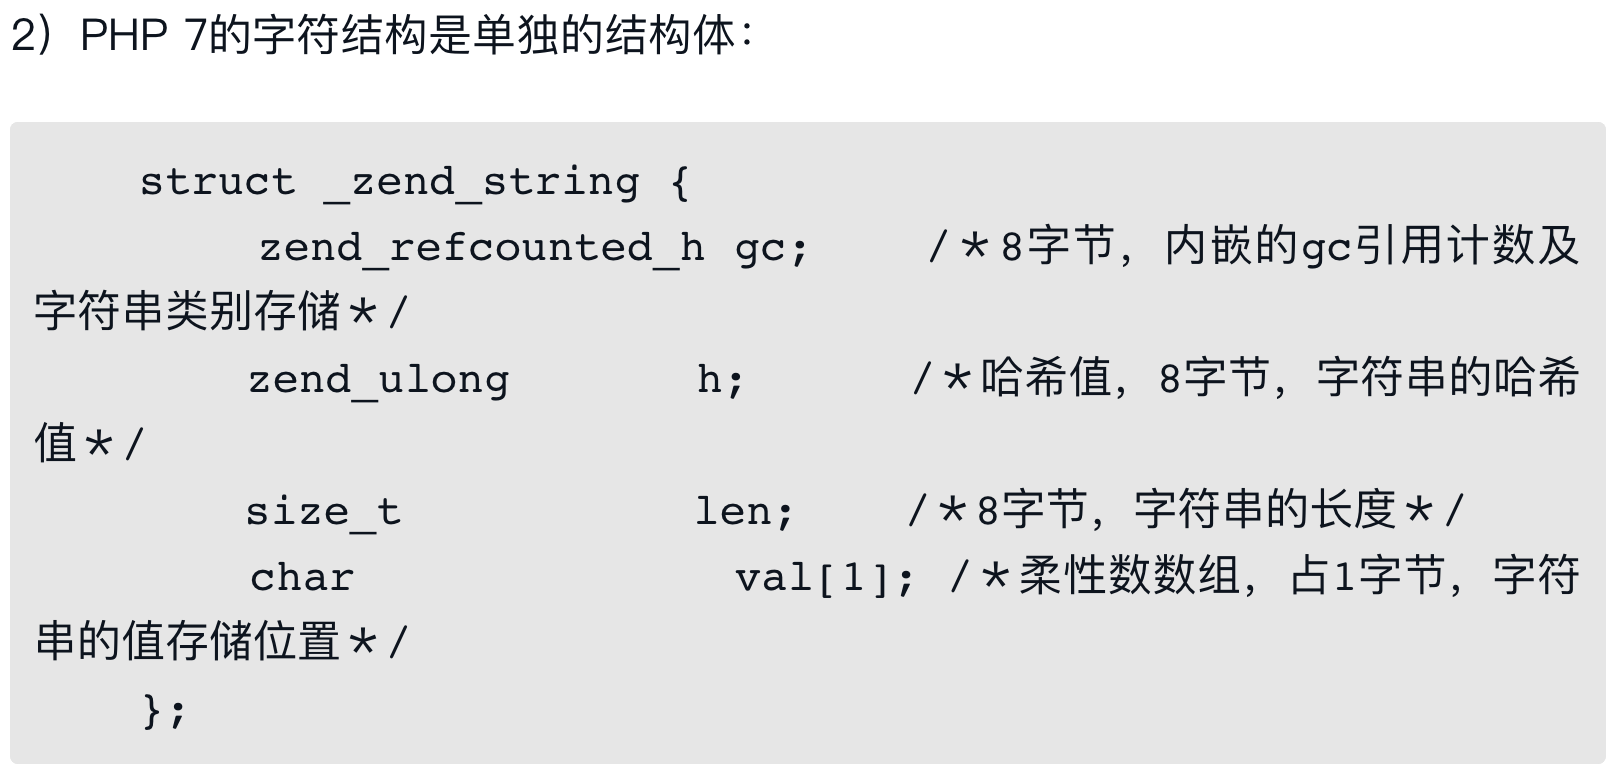 2）PHP 7的字符结构是单独的结构体：
struct _zend_string {
zend_refcounted_h gc; /*8字节，内嵌的gc引用计数及
字符串类别存储*/
zend_ulong h; /*哈希值，8字节，字符串的哈希
值*/
size_t len; /*8字节，字符串的长度*/
char val[1]; /*柔性数数组，占1字节，字符
串的值存储位置*/
};